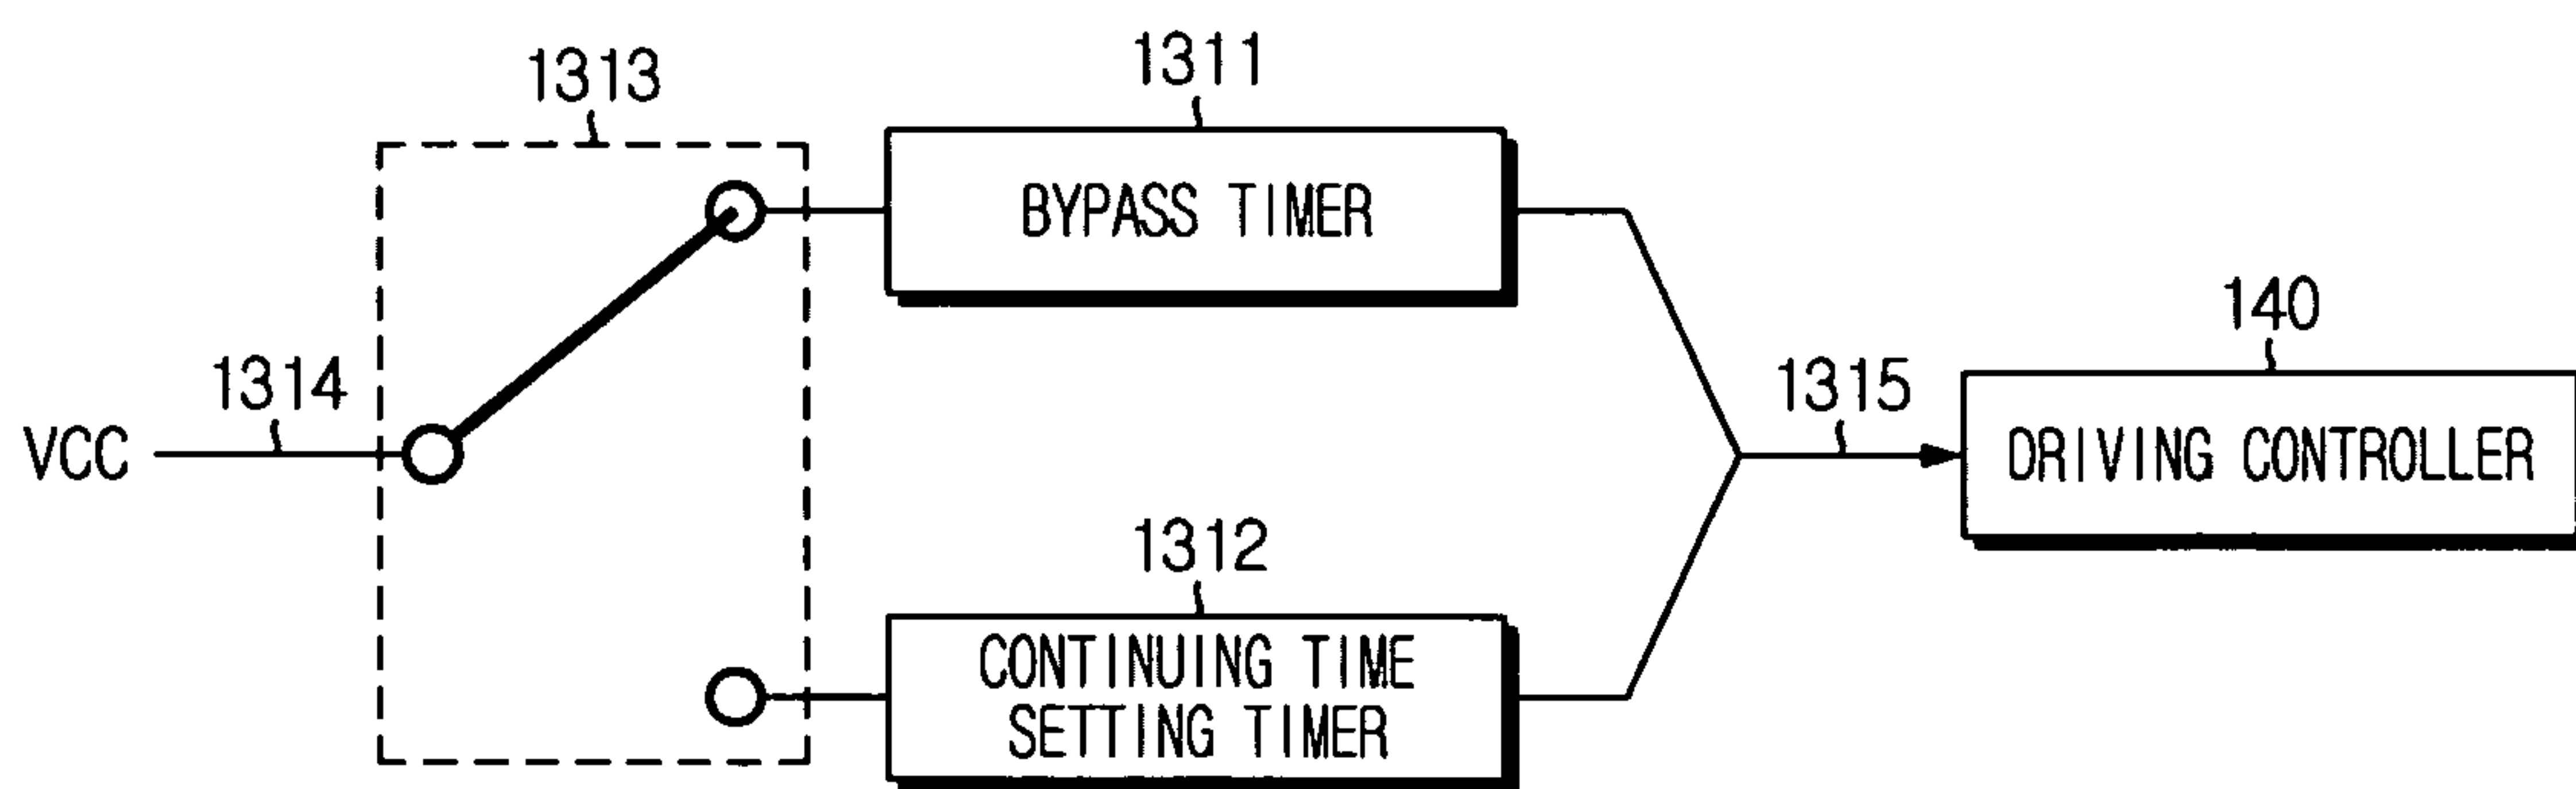 1313
1311
BYPASS TIMER
140
1314
1315
VCC
DRIVING CONTROLLER
1312
CONTINUING TIME
SETTING TIMER